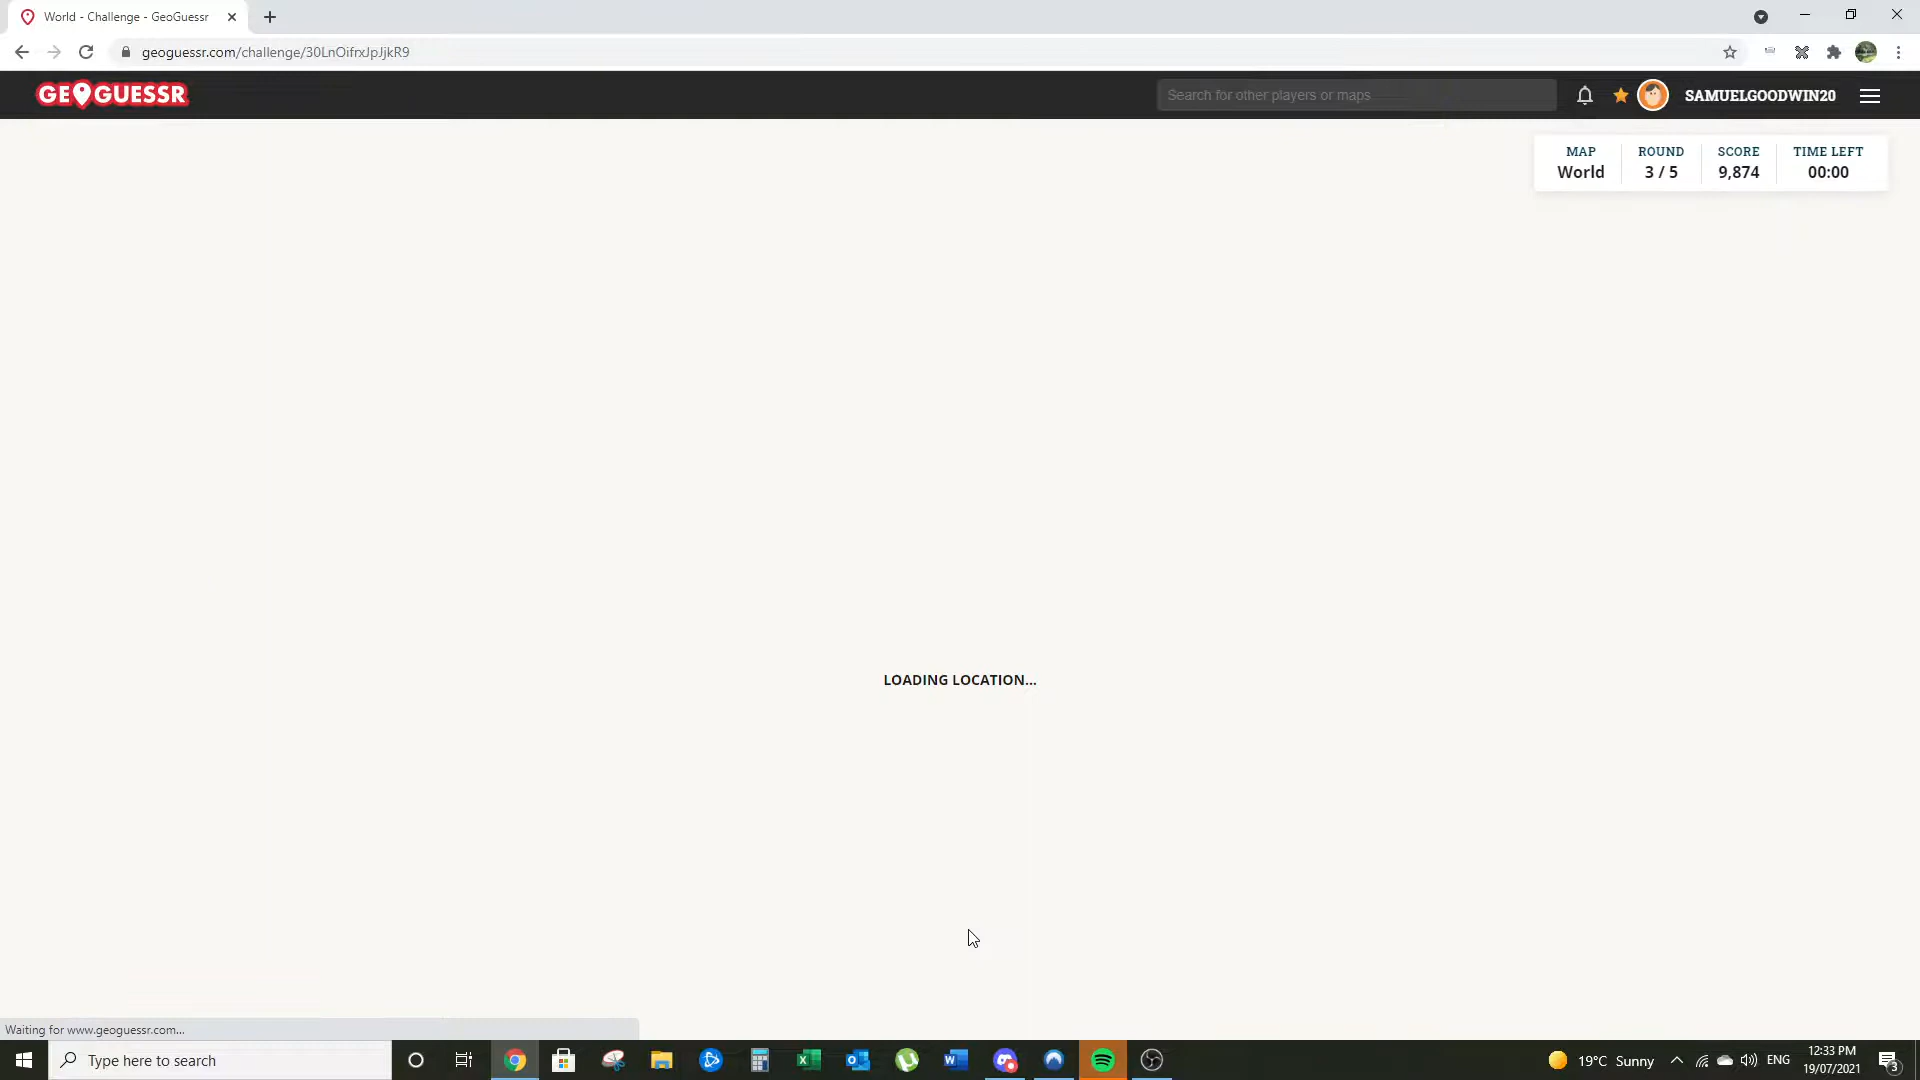 World - Challenge - GeoGuessr
geoguessr.com/challenge/30LnOifrxJpJjkR9
GEOGUESSR
Search for other players or maps
SAMUELGOODWIN20
MAP ROUND SCORE TIME LEFT
World 3 / 5 9,874 00:00
LOADING LOCATION...
Waiting for www.geoguessr.com...
Type here to search
19°C Sunny
ENG
12:33 PM
19/07/2021
3